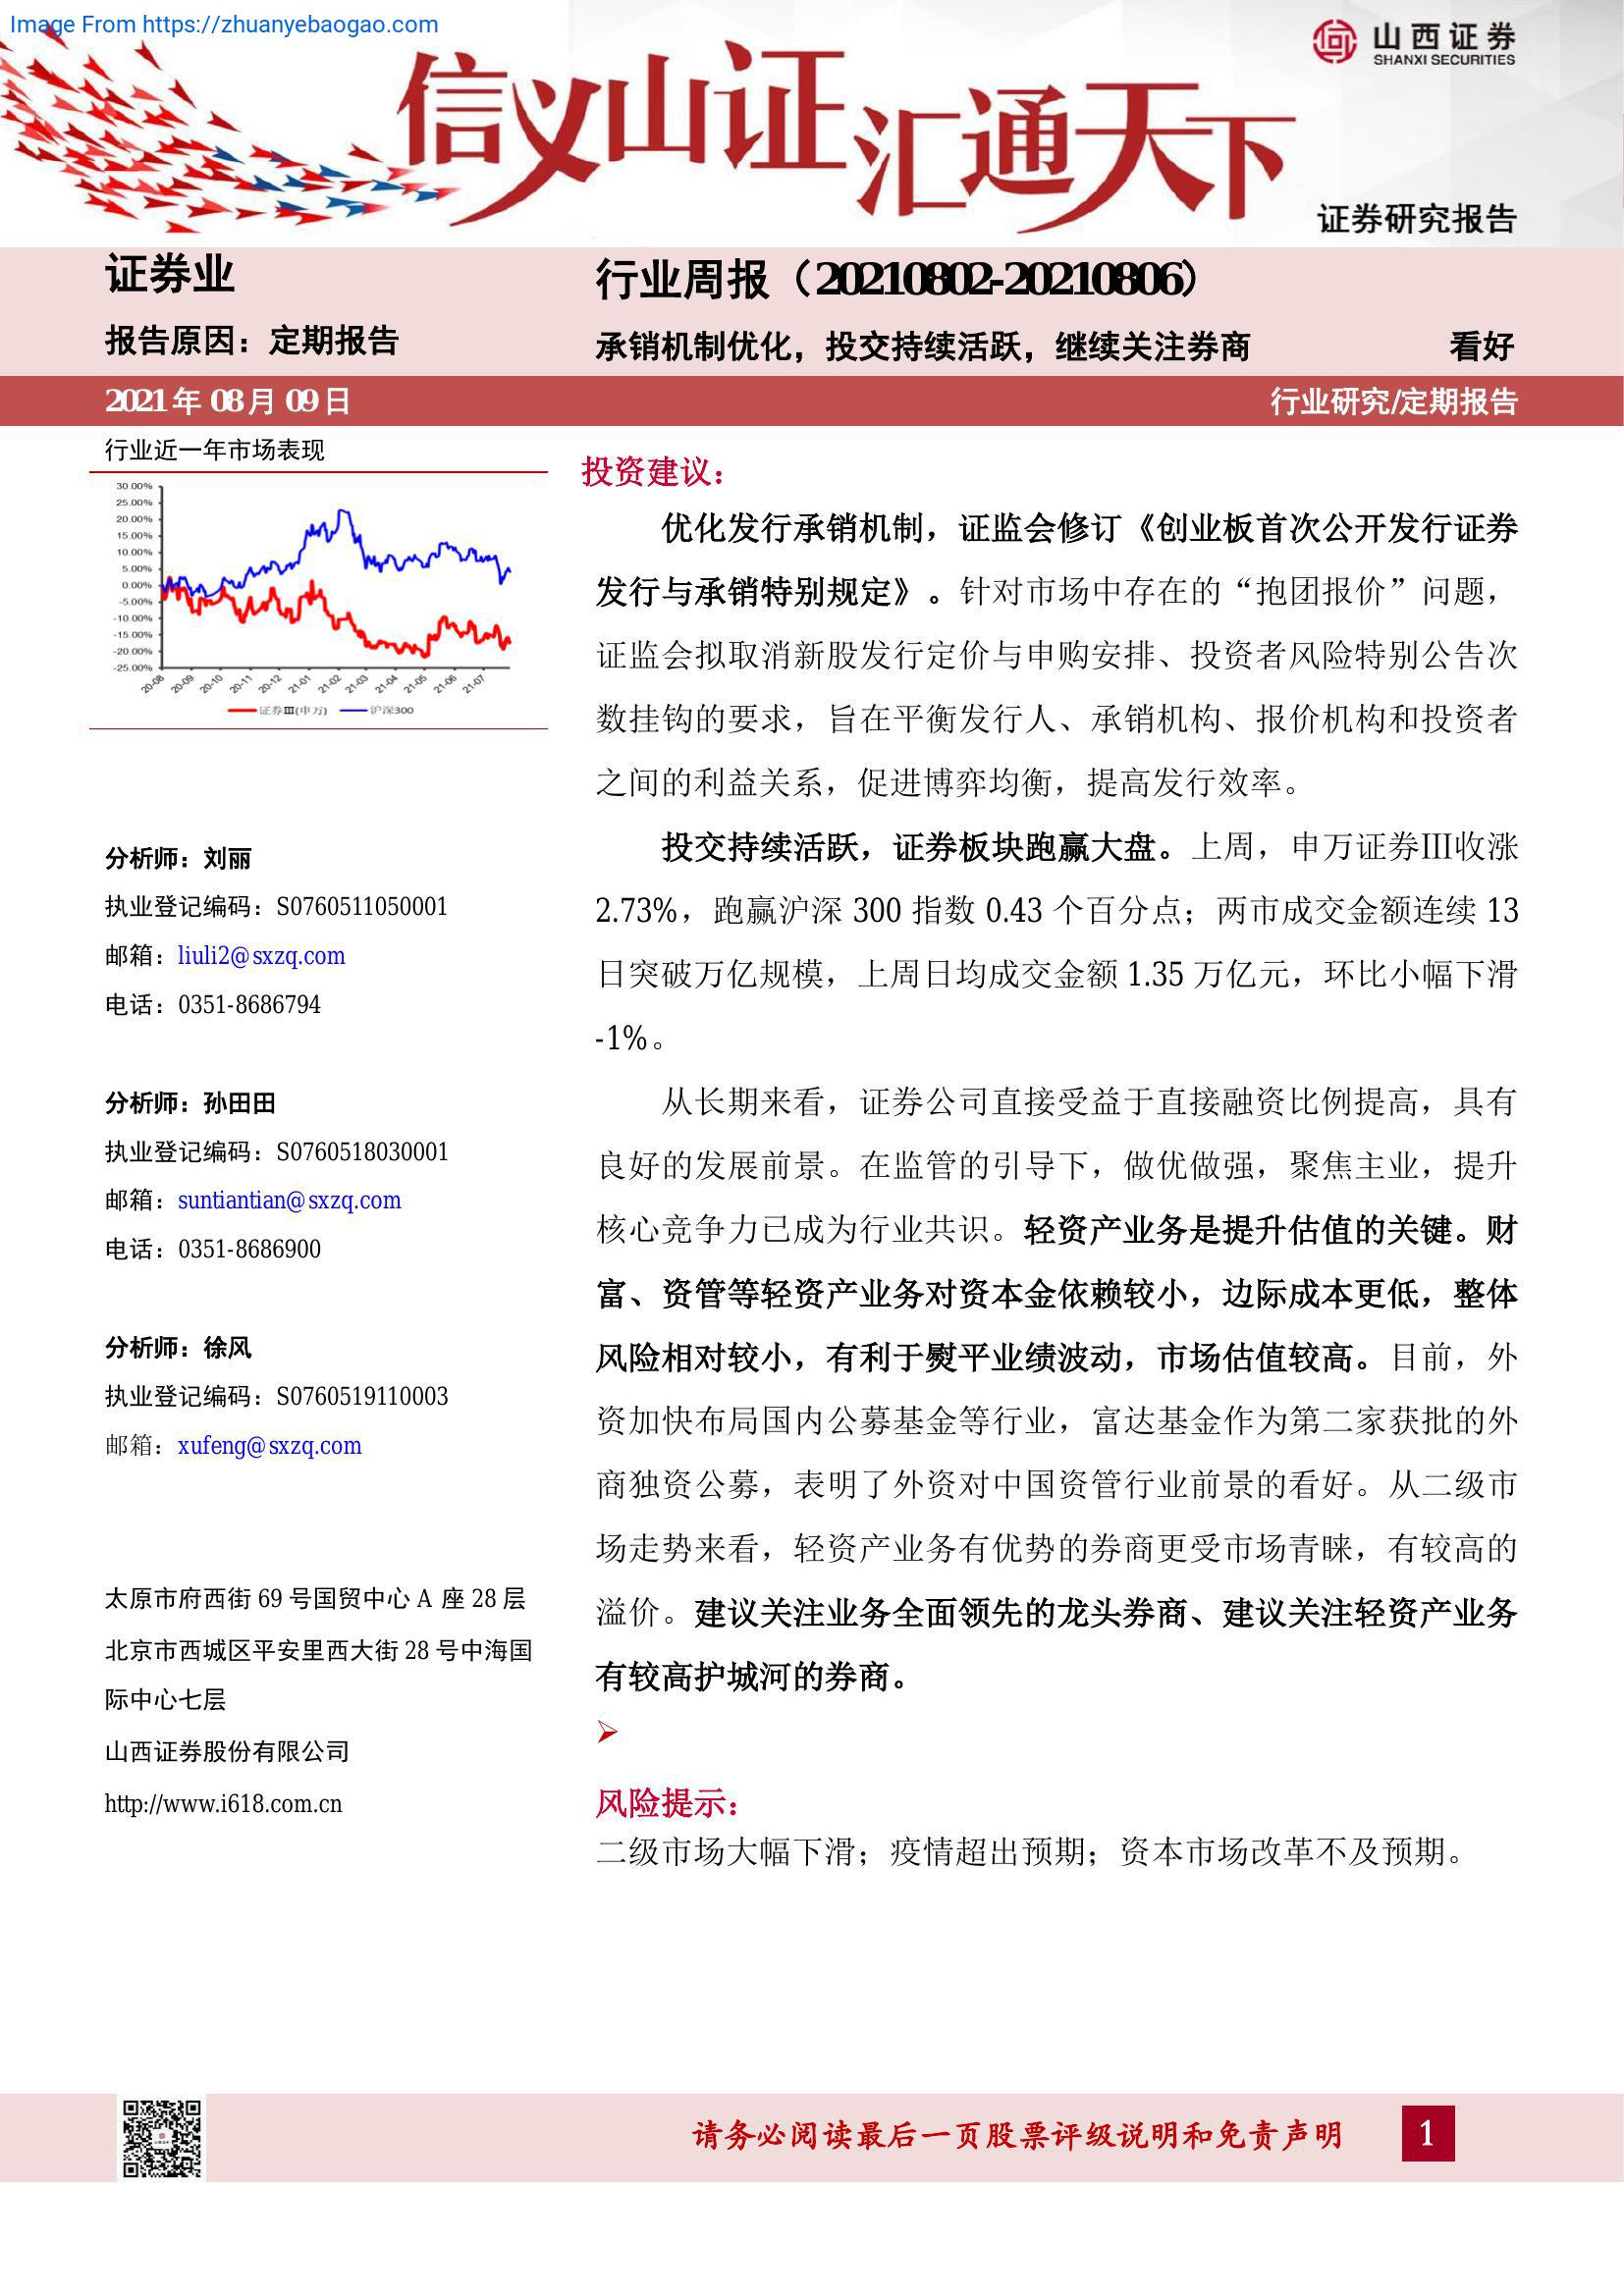 Image From https://zhuanyebaogao.com
山西证券
SHANXI SECURITIES
信义山证汇通天下
证券研究报告
证券业
行业周报（20210802-20210806）
报告原因：定期报告
承销机制优化，投交持续活跃，继续关注券商
看好
2021 年 08 月 09 日
行业研究/定期报告
行业近一年市场表现
30.00%
25.00%
20.00%
15.00%
10.00%
5.00%
0.00%
-5.00%
-10.00%
-15.00%
-20.00%
-25.00%
20-08
20-09
20-10
20-11
20-12
21-01
21-02
21-03
21-04
21-05
21-06
21-07
证券Ⅲ(申万)
沪深300
分析师：刘丽
执业登记编码：S0760511050001
邮箱：liuli2@sxzq.com
电话：0351-8686794
分析师：孙田田
执业登记编码：S0760518030001
邮箱：suntiantian@sxzq.com
电话：0351-8686900
分析师：徐风
执业登记编码：S0760519110003
邮箱：xufeng@sxzq.com
太原市府西街 69 号国贸中心 A 座 28 层
北京市西城区平安里西大街 28 号中海国
际中心七层
山西证券股份有限公司
http://www.i618.com.cn
投资建议：
优化发行承销机制，证监会修订《创业板首次公开发行证券
发行与承销特别规定》。针对市场中存在的“抱团报价”问题，
证监会拟取消新股发行定价与申购安排、投资者风险特别公告次
数挂钩的要求，旨在平衡发行人、承销机构、报价机构和投资者
之间的利益关系，促进博弈均衡，提高发行效率。
投交持续活跃，证券板块跑赢大盘。上周，申万证券Ⅲ收涨
2.73%，跑赢沪深 300 指数 0.43 个百分点；两市成交金额连续 13
日突破万亿规模，上周日均成交金额 1.35 万亿元，环比小幅下滑
-1%。
从长期来看，证券公司直接受益于直接融资比例提高，具有
良好的发展前景。在监管的引导下，做优做强，聚焦主业，提升
核心竞争力已成为行业共识。轻资产业务是提升估值的关键。财
富、资管等轻资产业务对资本金依赖较小，边际成本更低，整体
风险相对较小，有利于熨平业绩波动，市场估值较高。目前，外
资加快布局国内公募基金等行业，富达基金作为第二家获批的外
商独资公募，表明了外资对中国资管行业前景的看好。从二级市
场走势来看，轻资产业务有优势的券商更受市场青睐，有较高的
溢价。建议关注业务全面领先的龙头券商、建议关注轻资产业务
有较高护城河的券商。
风险提示：
二级市场大幅下滑；疫情超出预期；资本市场改革不及预期。
请务必阅读最后一页股票评级说明和免责声明
1